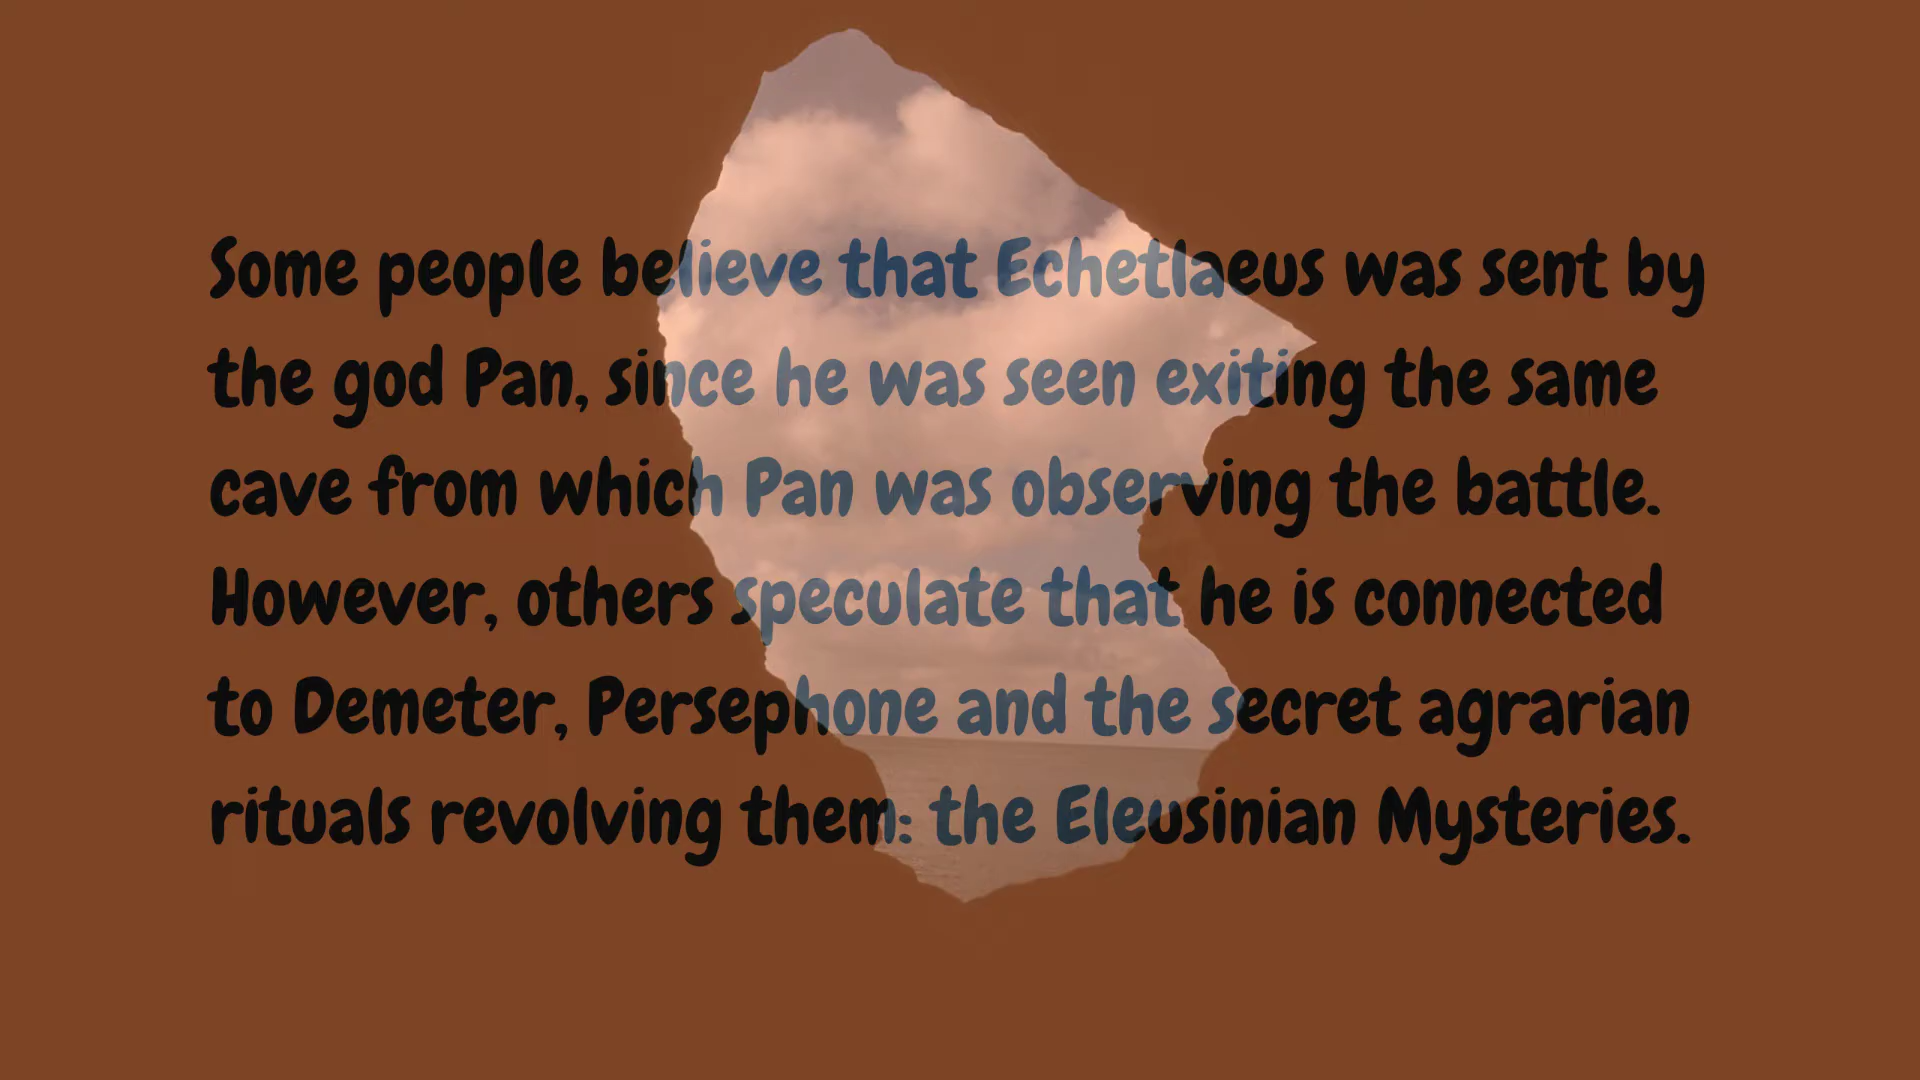 Some people believe that Echetlaeus was sent by
the god Pan, since he was seen exiting the same
cave from which Pan was observing the battle.
However, others speculate that he is connected
to Demeter, Persephone and the secret agrarian
rituals revolving them: the Eleusinian Mysteries.